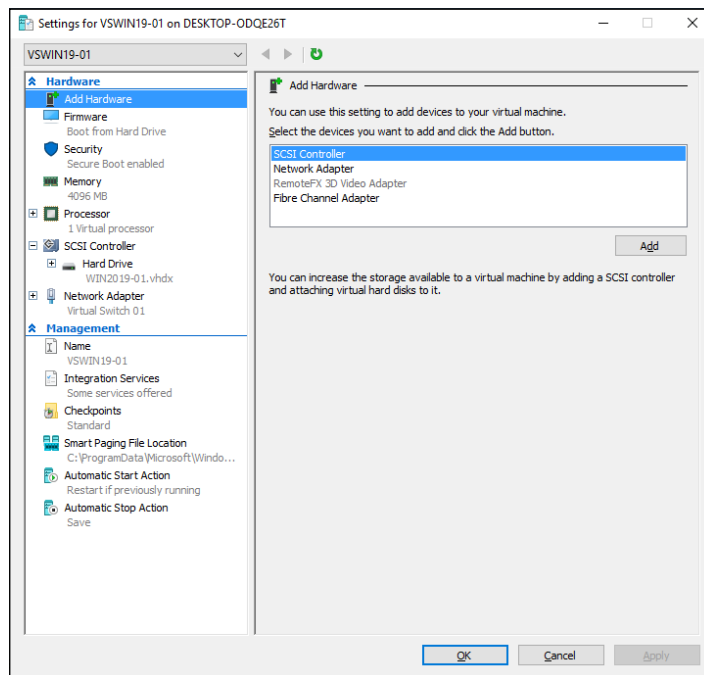 Settings for VSWIN19-01 on DESKTOP-ODQE26T
VSWIN19-01
Hardware
Add Hardware
Firmware
Boot from Hard Drive
Security
Secure Boot enabled
Memory
4096 MB
Processor
1 Virtual processor
SCSI Controller
Hard Drive
WIN2019-01.vhdx
Network Adapter
Virtual Switch 01
Management
Name
VSWIN19-01
Integration Services
Some services offered
Checkpoints
Standard
Smart Paging File Location
C:\ProgramData\Microsoft\Windo...
Automatic Start Action
Restart if previously running
Automatic Stop Action
Save
Add Hardware
You can use this setting to add devices to your virtual machine.
Select the devices you want to add and click the Add button.
SCSI Controller
Network Adapter
RemoteFX 3D Video Adapter
Fibre Channel Adapter
Add
You can increase the storage available to a virtual machine by adding a SCSI controller
and attaching virtual hard disks to it.
OK
Cancel
Apply